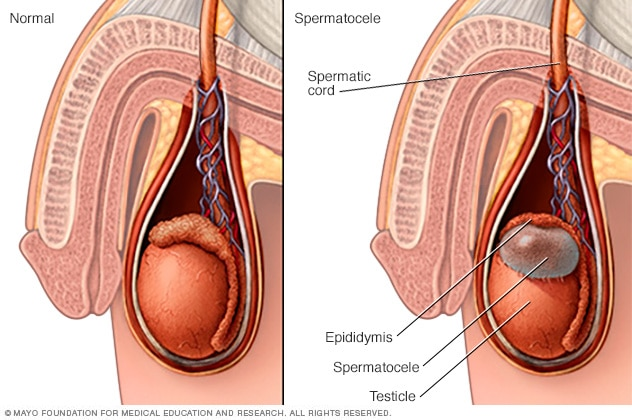 Normal
Spermatocele
Spermatic
cord
Epididymis
Spermatocele
Testicle
© MAYO FOUNDATION FOR MEDICAL EDUCATION AND RESEARCH. ALL RIGHTS RESERVED.